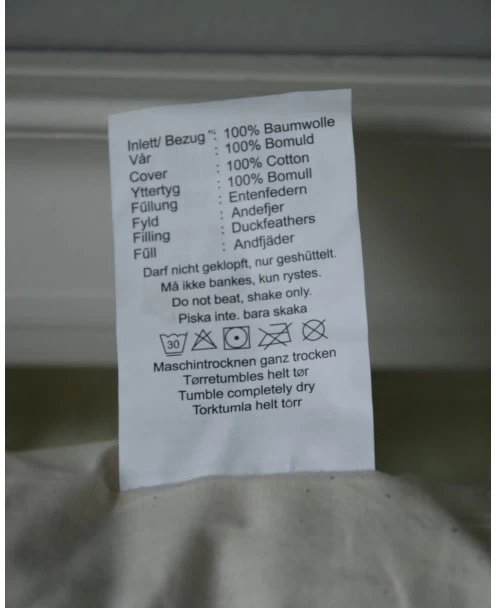 Inlett/ Bezug : 100% Baumwolle
Vår : 100% Bomuld
Cover : 100% Cotton
Yttertyg : 100% Bomull
Füllung : Entenfedern
Fyld : Andefjer
Filling : Duckfeathers
Füll : Andfjäder
Darf nicht geklopft, nur geshüttelt.
Må ikke bankes, kun rystes.
Do not beat, shake only.
Piska inte. bara skaka
30
Maschintrocknen ganz trocken
Tørretumbles helt tør
Tumble completely dry
Torktumla helt torr